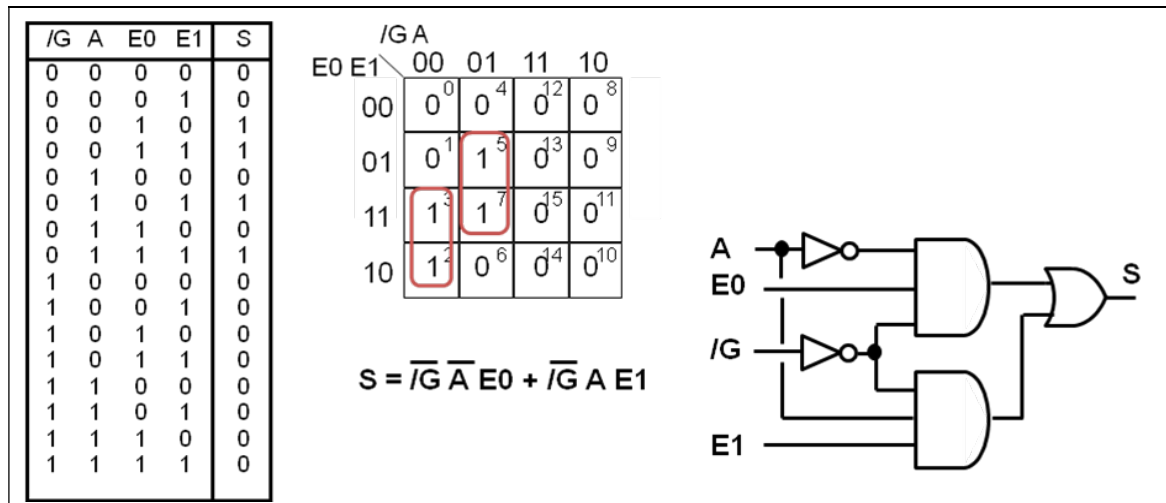 /G A E0 E1 S
0 0 0 0 0
0 0 0 1 0
0 0 1 0 1
0 0 1 1 1
0 1 0 0 0
0 1 0 1 1
0 1 1 0 0
0 1 1 1 1
1 0 0 0 0
1 0 0 1 0
1 0 1 0 0
1 0 1 1 0
1 1 0 0 0
1 1 0 1 0
1 1 1 0 0
1 1 1 1 0
/G A
E0 E1 00 01 11 10
00 0 0 0 4 0 12 0 8
01 0 1 1 5 0 13 0 9
11 1 3 1 7 0 15 0 11
10 1 2 0 6 0 14 0 10
S = /G̅ A̅ E0 + /G̅ A E1
A
E0
/G
E1
S